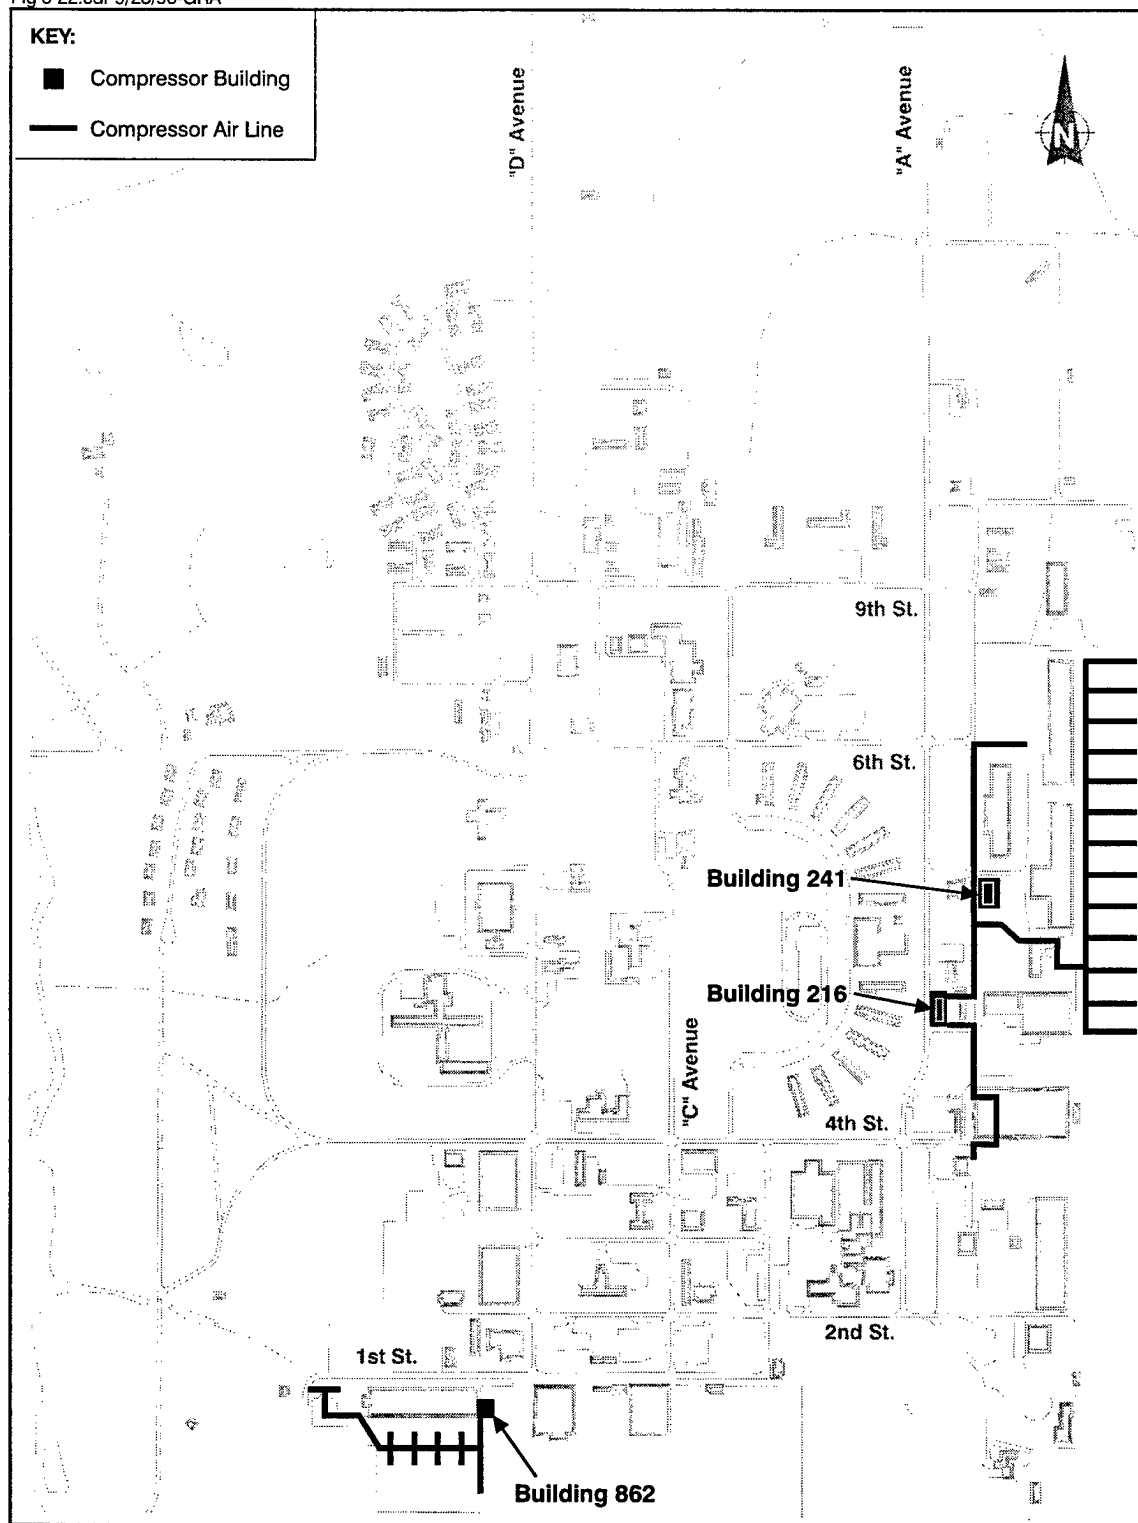 KEY:
Compressor Building
Compressor Air Line
"D" Avenue
"A" Avenue
N
9th St.
6th St.
Building 241
Building 216
"C" Avenue
4th St.
2nd St.
1st St.
Building 862